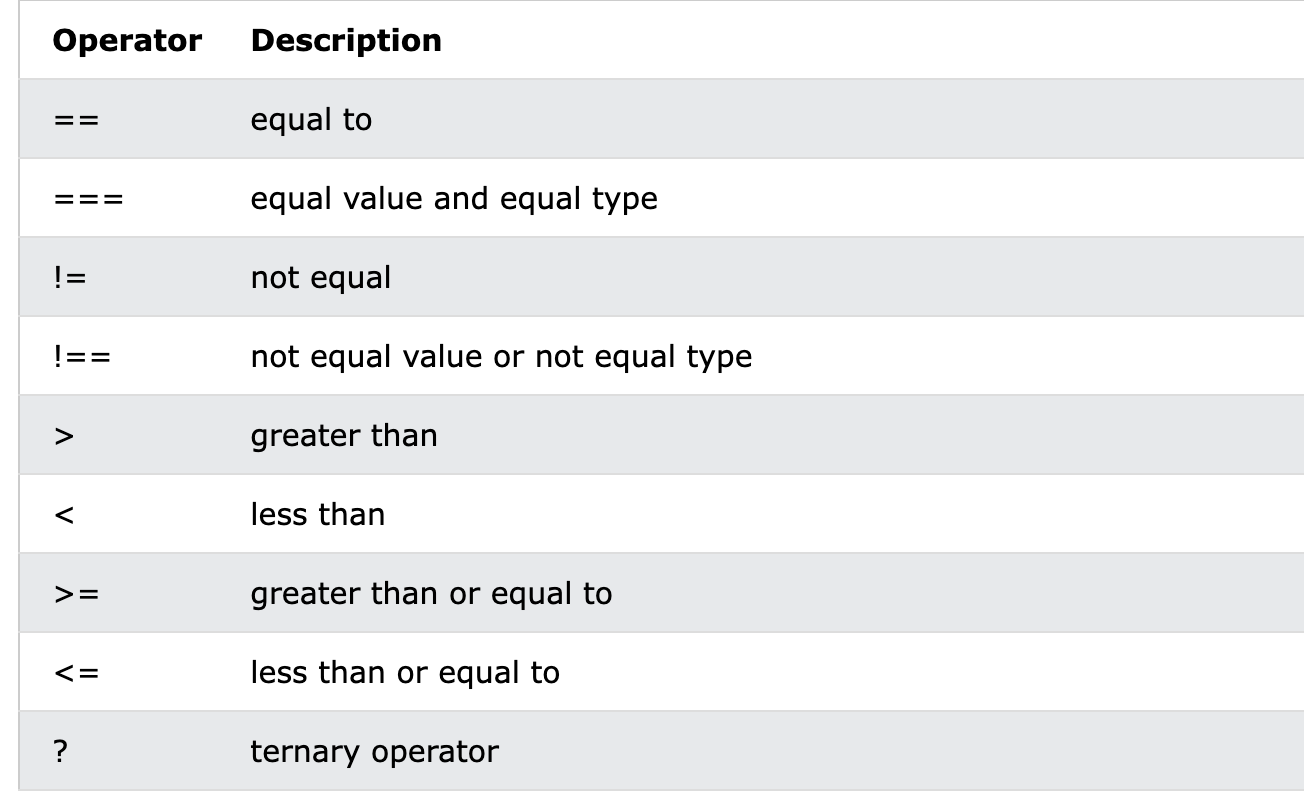 Operator Description
== equal to
=== equal value and equal type
!= not equal
!== not equal value or not equal type
> greater than
< less than
>= greater than or equal to
<= less than or equal to
? ternary operator